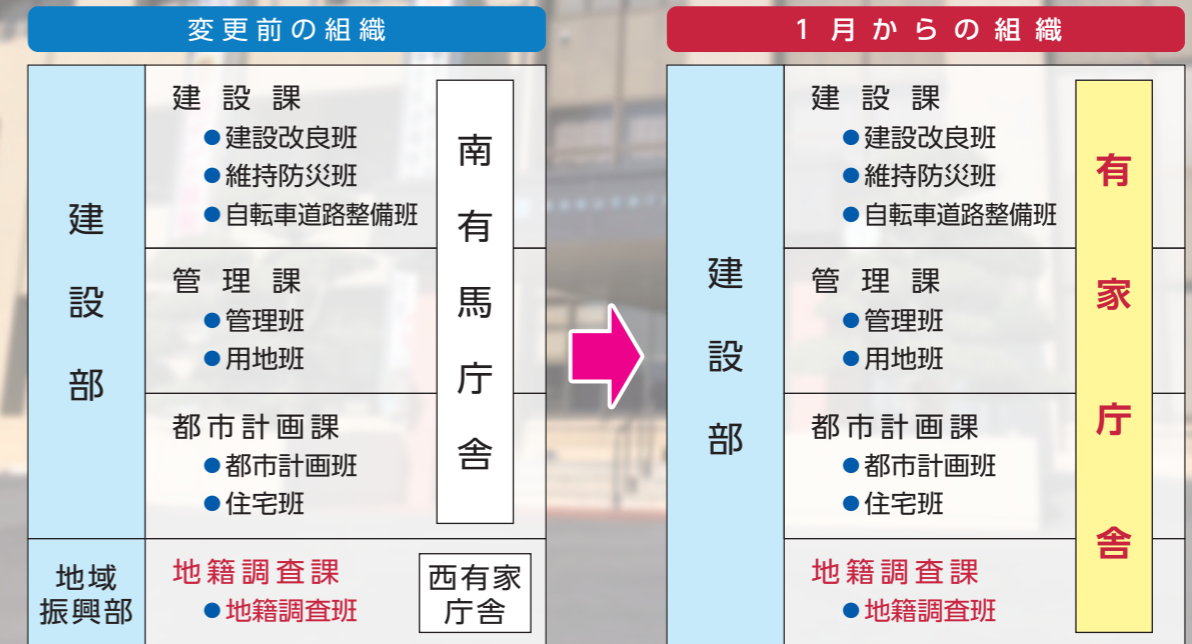 変更前の組織
建設部
建設課
●建設改良班
●維持防災班
●自転車道路整備班
管理課
●管理班
●用地班
都市計画課
●都市計画班
●住宅班
南有馬庁舎
地域
振興部
地籍調査課
●地籍調査班
西有家
庁舎
1月からの組織
建設部
建設課
●建設改良班
●維持防災班
●自転車道路整備班
管理課
●管理班
●用地班
都市計画課
●都市計画班
●住宅班
地籍調査課
●地籍調査班
有家庁舎